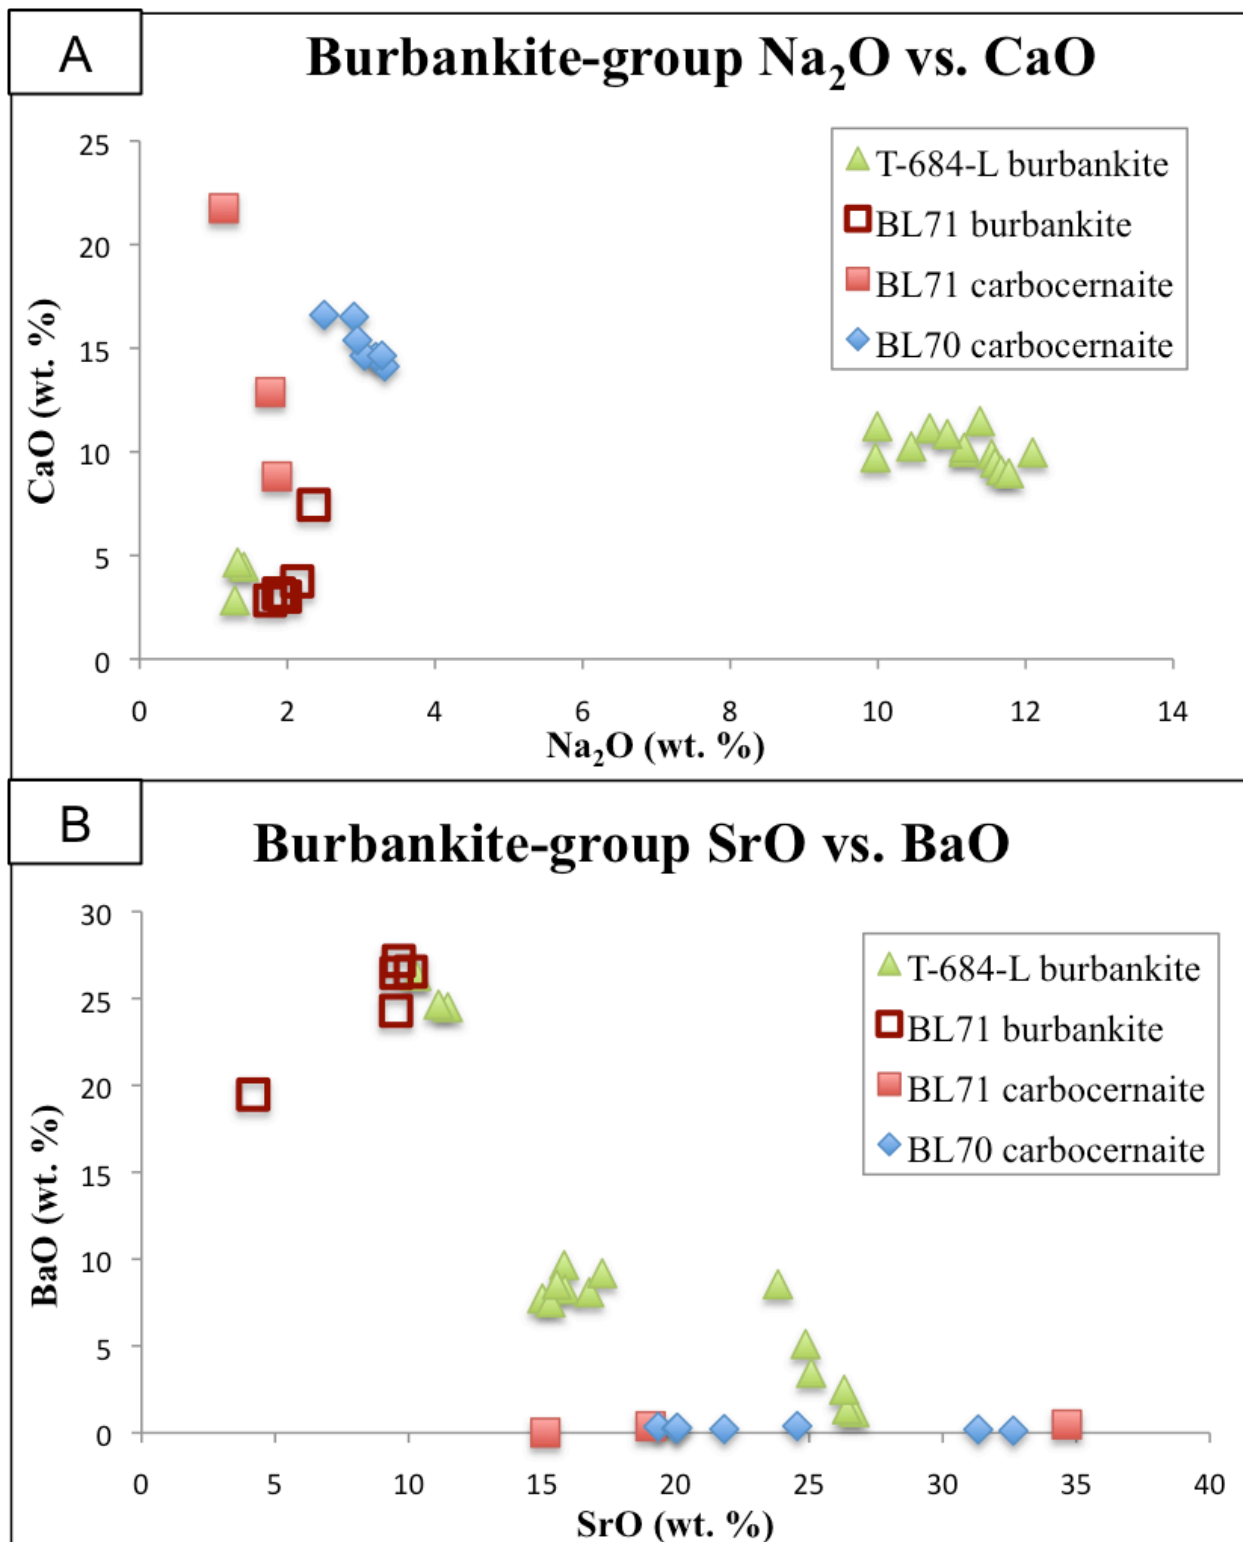 A
Burbankite-group Na₂O vs. CaO
25
20
15
10
5
0
CaO (wt. %)
T-684-L burbankite
BL71 burbankite
BL71 carbocernaite
BL70 carbocernaite
0 2 4 6 8 10 12 14
Na₂O (wt. %)
B
Burbankite-group SrO vs. BaO
30
25
20
15
10
5
0
BaO (wt. %)
T-684-L burbankite
BL71 burbankite
BL71 carbocernaite
BL70 carbocernaite
0 5 10 15 20 25 30 35 40
SrO (wt. %)